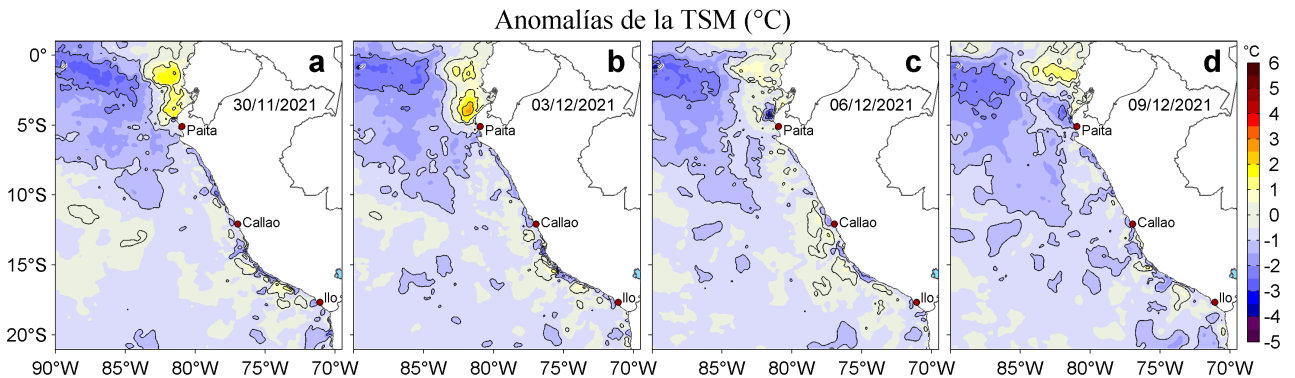 Anomalías de la TSM (°C)
a
30/11/2021
Paita
Callao
Ilo
b
03/12/2021
Paita
Callao
Ilo
c
06/12/2021
Paita
Callao
Ilo
d
09/12/2021
Paita
Callao
Ilo
0°
5°S
10°S
15°S
20°S
90°W 85°W 80°W 75°W 70°W
85°W 80°W 75°W 70°W
85°W 80°W 75°W 70°W
85°W 80°W 75°W 70°W
°C
6
5
4
3
2
1
0
-1
-2
-3
-4
-5